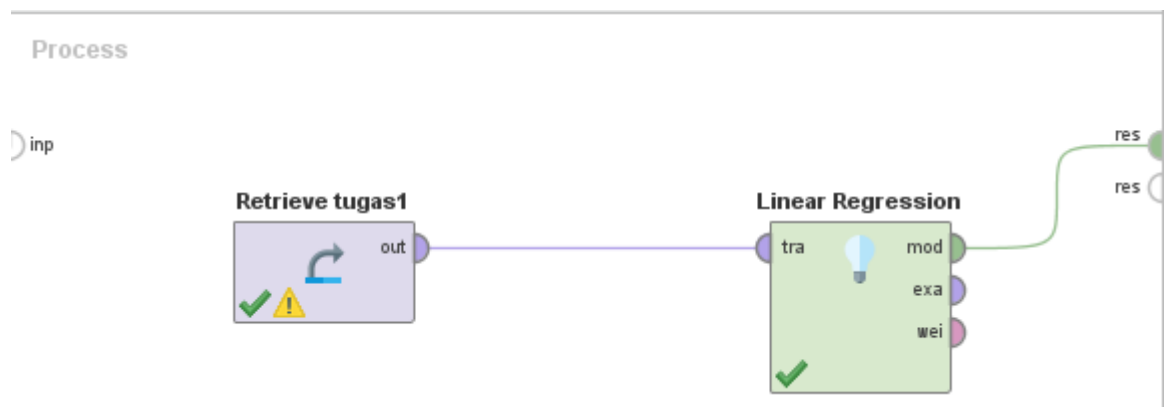 Process
inp
res
res
Retrieve tugas1
out
Linear Regression
tra
mod
exa
wei